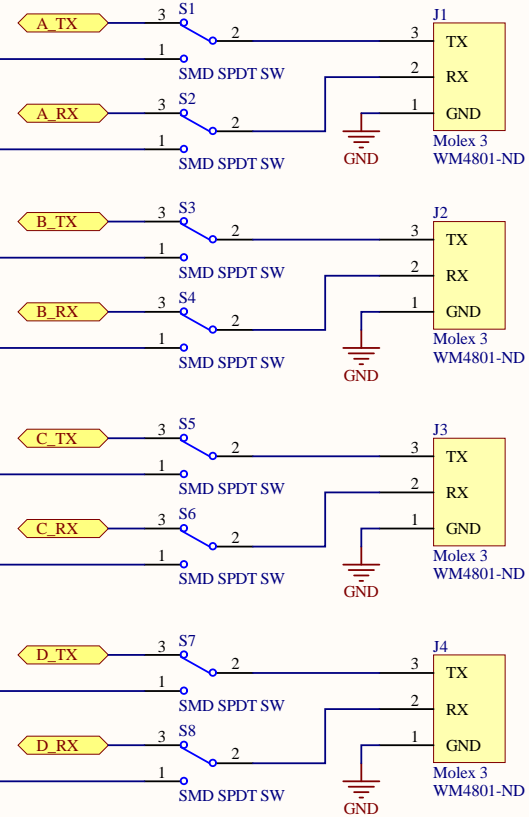 S1
J1
A_TX 3 2 3 TX
1
SMD SPDT SW
2 RX
S2
A_RX 3 2 1 GND
1
GND
SMD SPDT SW
Molex 3
WM4801-ND
S3
J2
B_TX 3 2 3 TX
1
SMD SPDT SW
2 RX
S4
B_RX 3 2 1 GND
1
GND
SMD SPDT SW
Molex 3
WM4801-ND
S5
J3
C_TX 3 2 3 TX
1
SMD SPDT SW
2 RX
S6
C_RX 3 2 1 GND
1
GND
SMD SPDT SW
Molex 3
WM4801-ND
S7
J4
D_TX 3 2 3 TX
1
SMD SPDT SW
2 RX
S8
D_RX 3 2 1 GND
1
GND
SMD SPDT SW
Molex 3
WM4801-ND